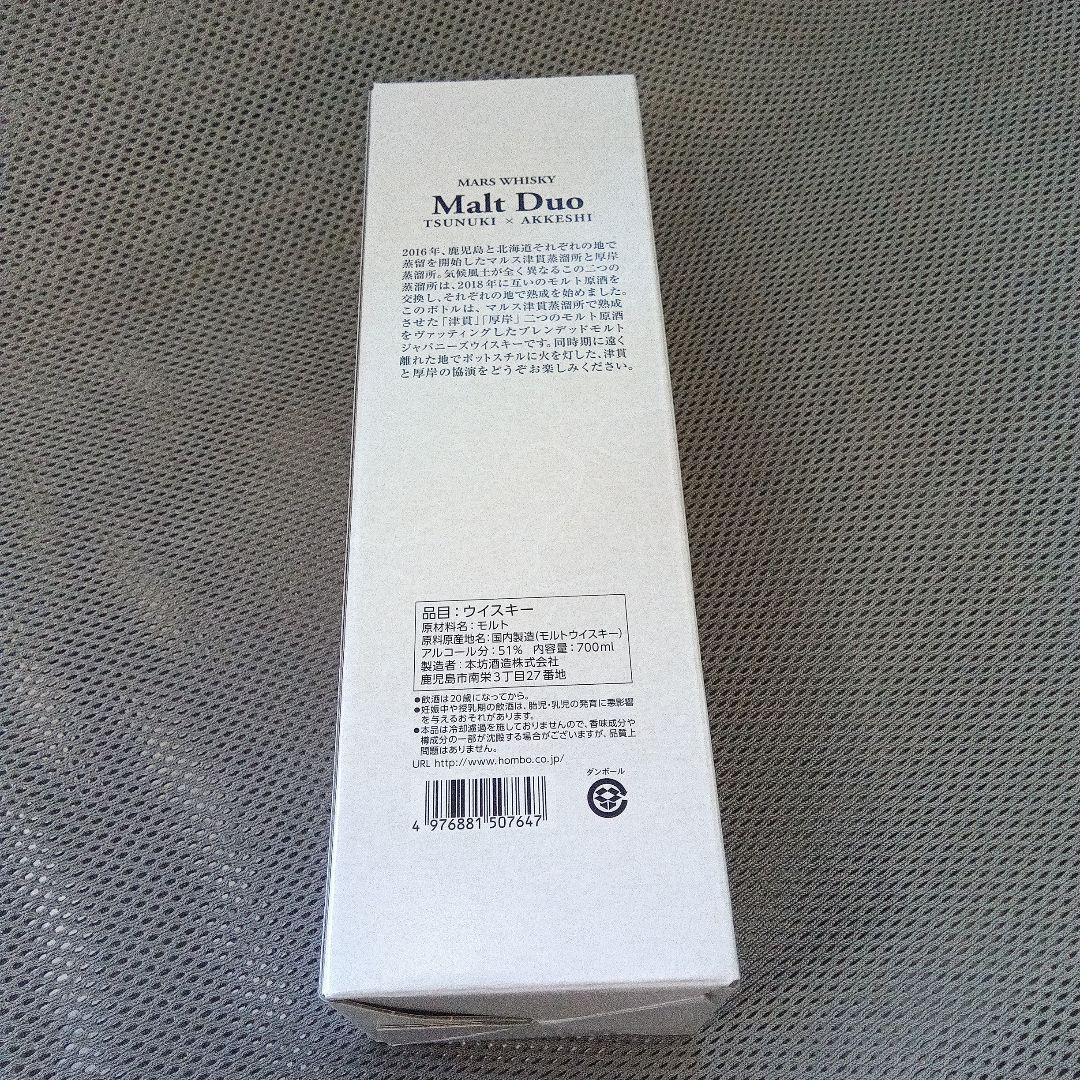 MARS WHISKY
Malt Duo
TSUNUKI × AKKESHI
2016年、鹿児島と北海道それぞれの地で
蒸留を開始したマルス津貫蒸溜所と厚岸
蒸溜所。気候風土が全く異なるこの二つの
蒸溜所は、2018年に互いのモルト原酒を
交換し、それぞれの地で熟成を始めました。
このボトルは、マルス津貫蒸溜所で熟成
させた「津貫」「厚岸」二つのモルト原酒
をヴァッティングしたブレンデッドモルト
ジャパニーズウイスキーです。同時期に遠く
離れた地でポットスチルに火を灯した、津貫
と厚岸の協演をどうぞお楽しみください。
品目：ウイスキー
原材料名：モルト
原料原産地名：国内製造(モルトウイスキー)
アルコール分：51% 内容量：700ml
製造者：本坊酒造株式会社
鹿児島市南栄3丁目27番地
●飲酒は20歳になってから。
●妊娠中や授乳期の飲酒は、胎児・乳児の発育に悪影響
を与えるおそれがあります。
●本品は冷却濾過を施しておりませんので、香味成分や
樽成分の一部が沈殿する場合がございますが、品質上
問題はありません。
URL http://www.hombo.co.jp/
ダンボール
4 976881 507647